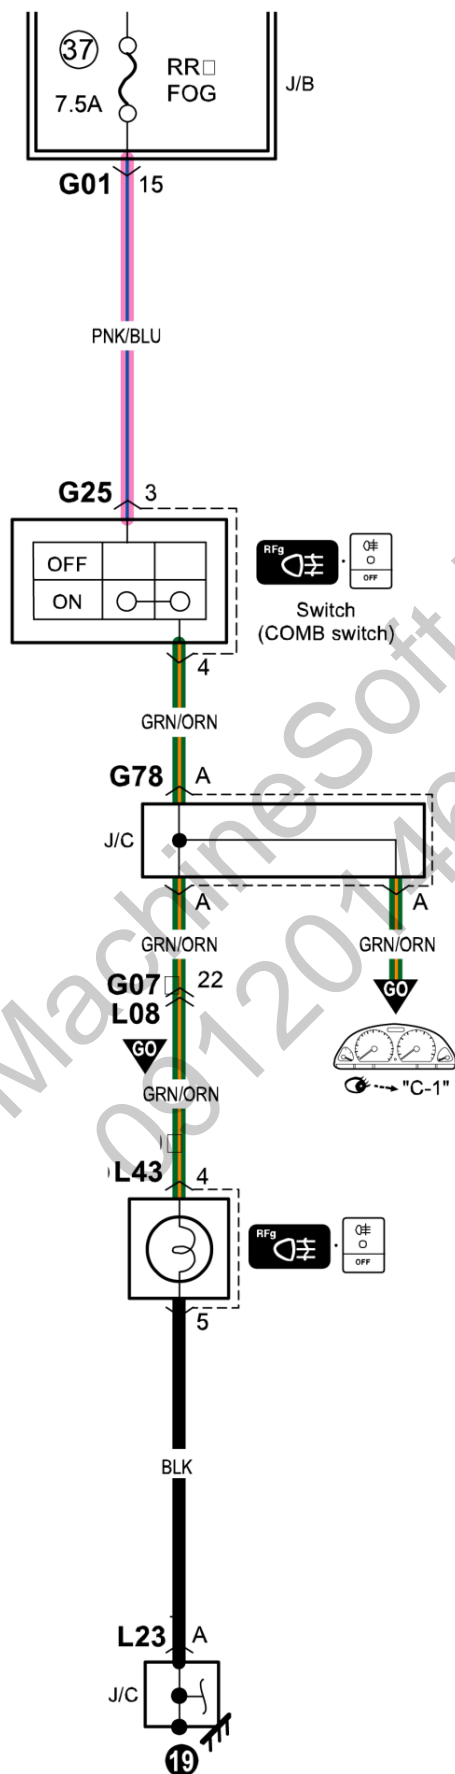 37
RR□
FOG
7.5A
J/B
G01 15
PNK/BLU
G25 3
OFF
ON
RFg
OFF
Switch
(COMB switch)
4
GRN/ORN
G78 A
J/C
A
A
GRN/ORN
GRN/ORN
G07□ 22
L08
GO
GO
"C-1"
GRN/ORN
L43 4
RFg
OFF
5
BLK
L23 A
J/C
19
MachineSoft
09120146